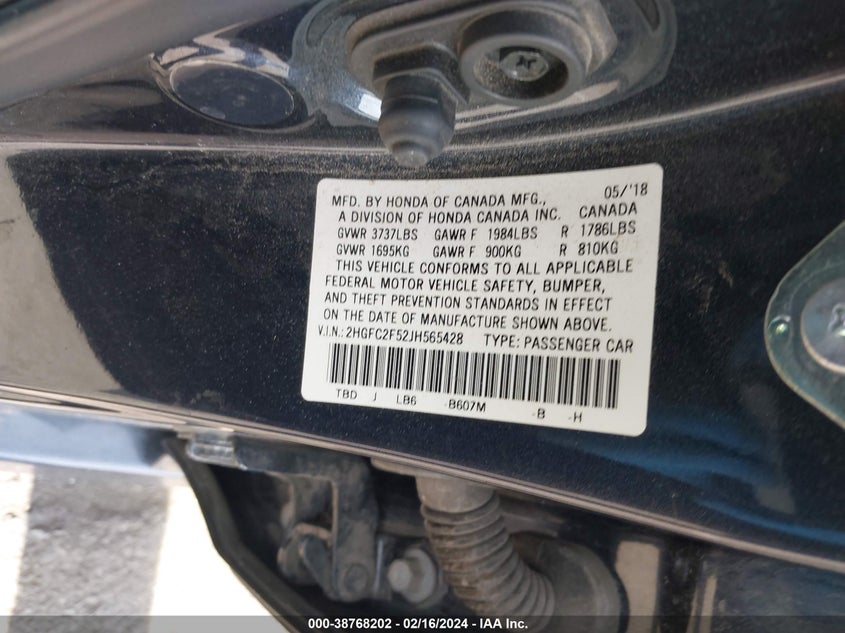 MFD. BY HONDA OF CANADA MFG., 05/'18
A DIVISION OF HONDA CANADA INC. CANADA
GVWR 3737LBS GAWR F 1984LBS R 1786LBS
GVWR 1695KG GAWR F 900KG R 810KG
THIS VEHICLE CONFORMS TO ALL APPLICABLE
FEDERAL MOTOR VEHICLE SAFETY, BUMPER,
AND THEFT PREVENTION STANDARDS IN EFFECT
ON THE DATE OF MANUFACTURE SHOWN ABOVE.
V.I.N.: 2HGFC2F52JH565428 TYPE: PASSENGER CAR
TBD J LB6 -B607M -B -H
000-38768202 - 02/16/2024 - IAAI.com